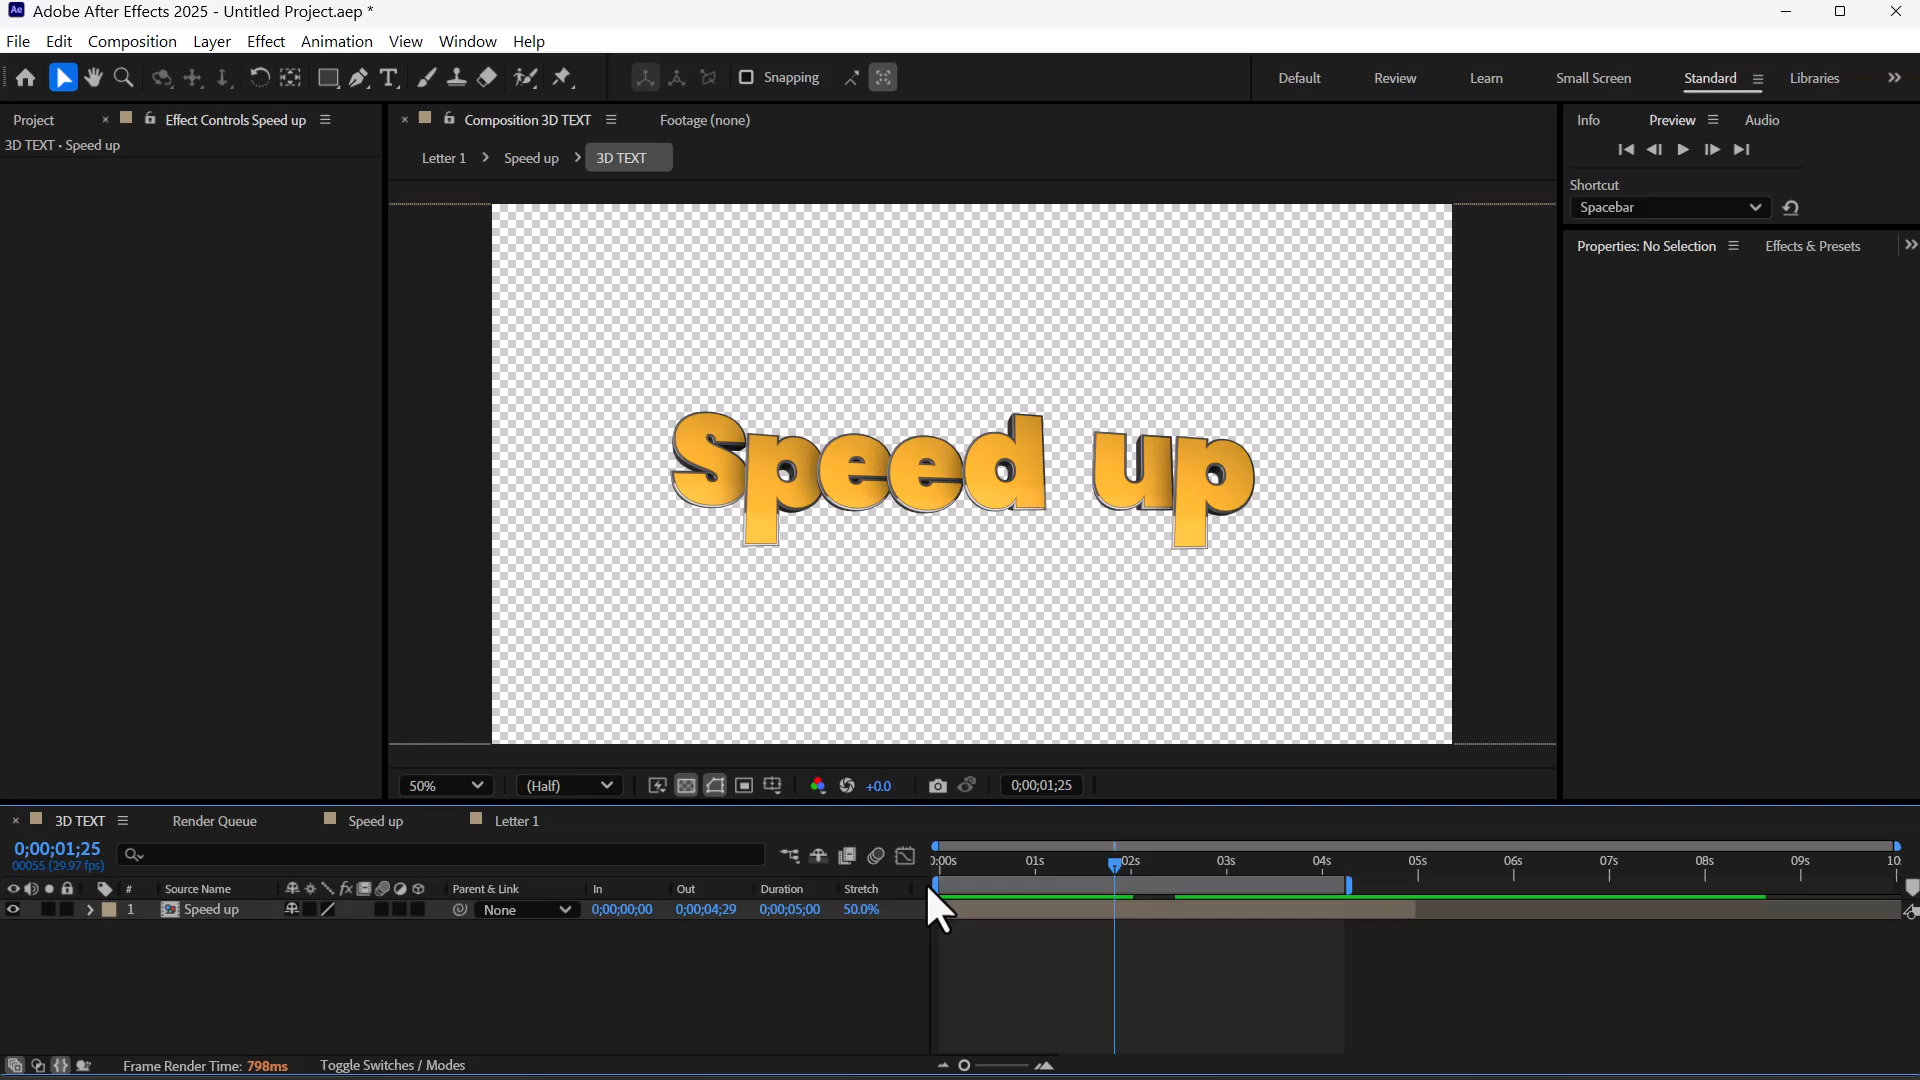 Ae Adobe After Effects 2025 - Untitled Project.aep *
File Edit Composition Layer Effect Animation View Window Help
Snapping Default Review Learn Small Screen Standard Libraries
Project Effect Controls Speed up Composition 3D TEXT Footage (none) Info Preview Audio
3D TEXT • Speed up
Letter 1 Speed up 3D TEXT
Shortcut
Spacebar
Properties: No Selection Effects & Presets
Speed up
50% (Half) +0.0 0;00;01;25
3D TEXT Render Queue Speed up Letter 1
0;00;01;25
00055 (29.97 fps)
0:00s 01s 02s 03s 04s 05s 06s 07s 08s 09s 10
# Source Name fx Parent & Link In Out Duration Stretch
1 Speed up None 0;00;00;00 0;00;04;29 0;00;05;00 50.0%
Frame Render Time: 798ms Toggle Switches / Modes